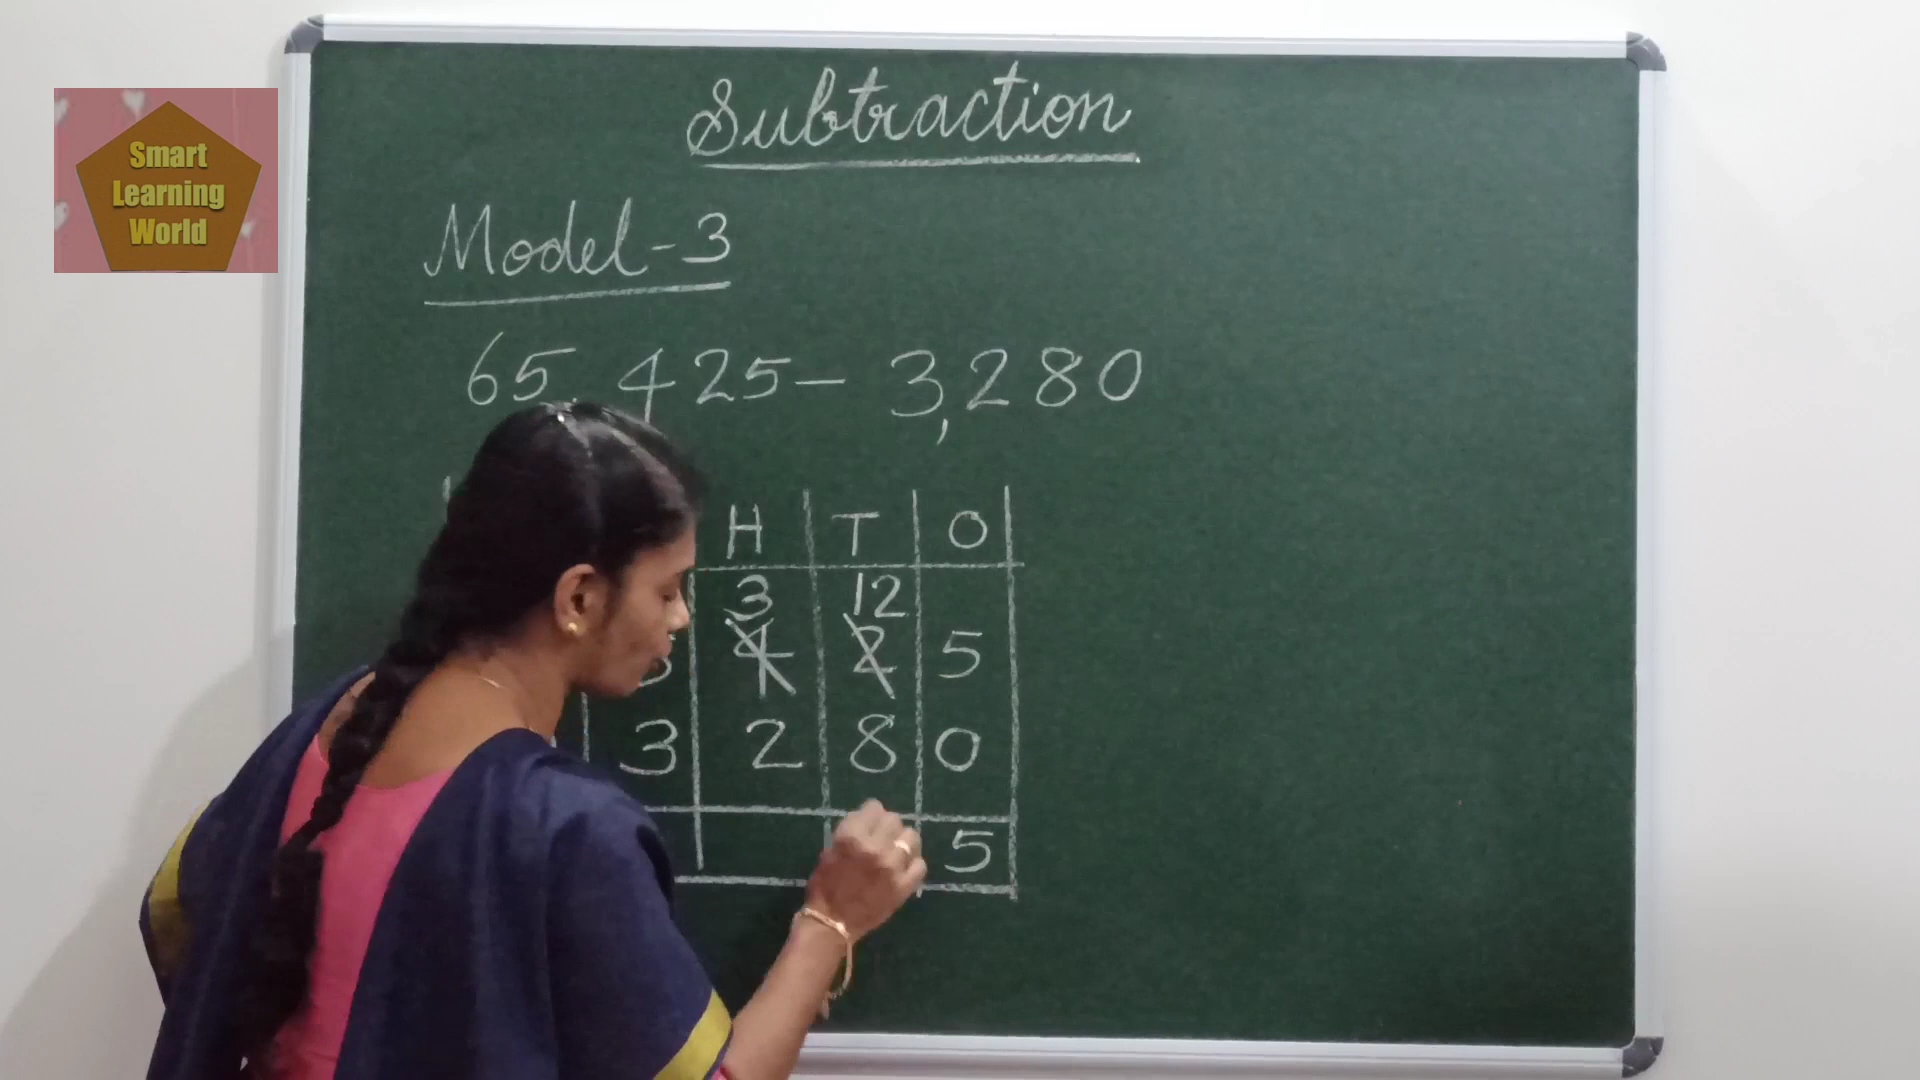 Smart
Learning
World
Subtraction
Model-3
65,425- 3,280
H T O
3 12
4 2 5
3 2 8 0
5